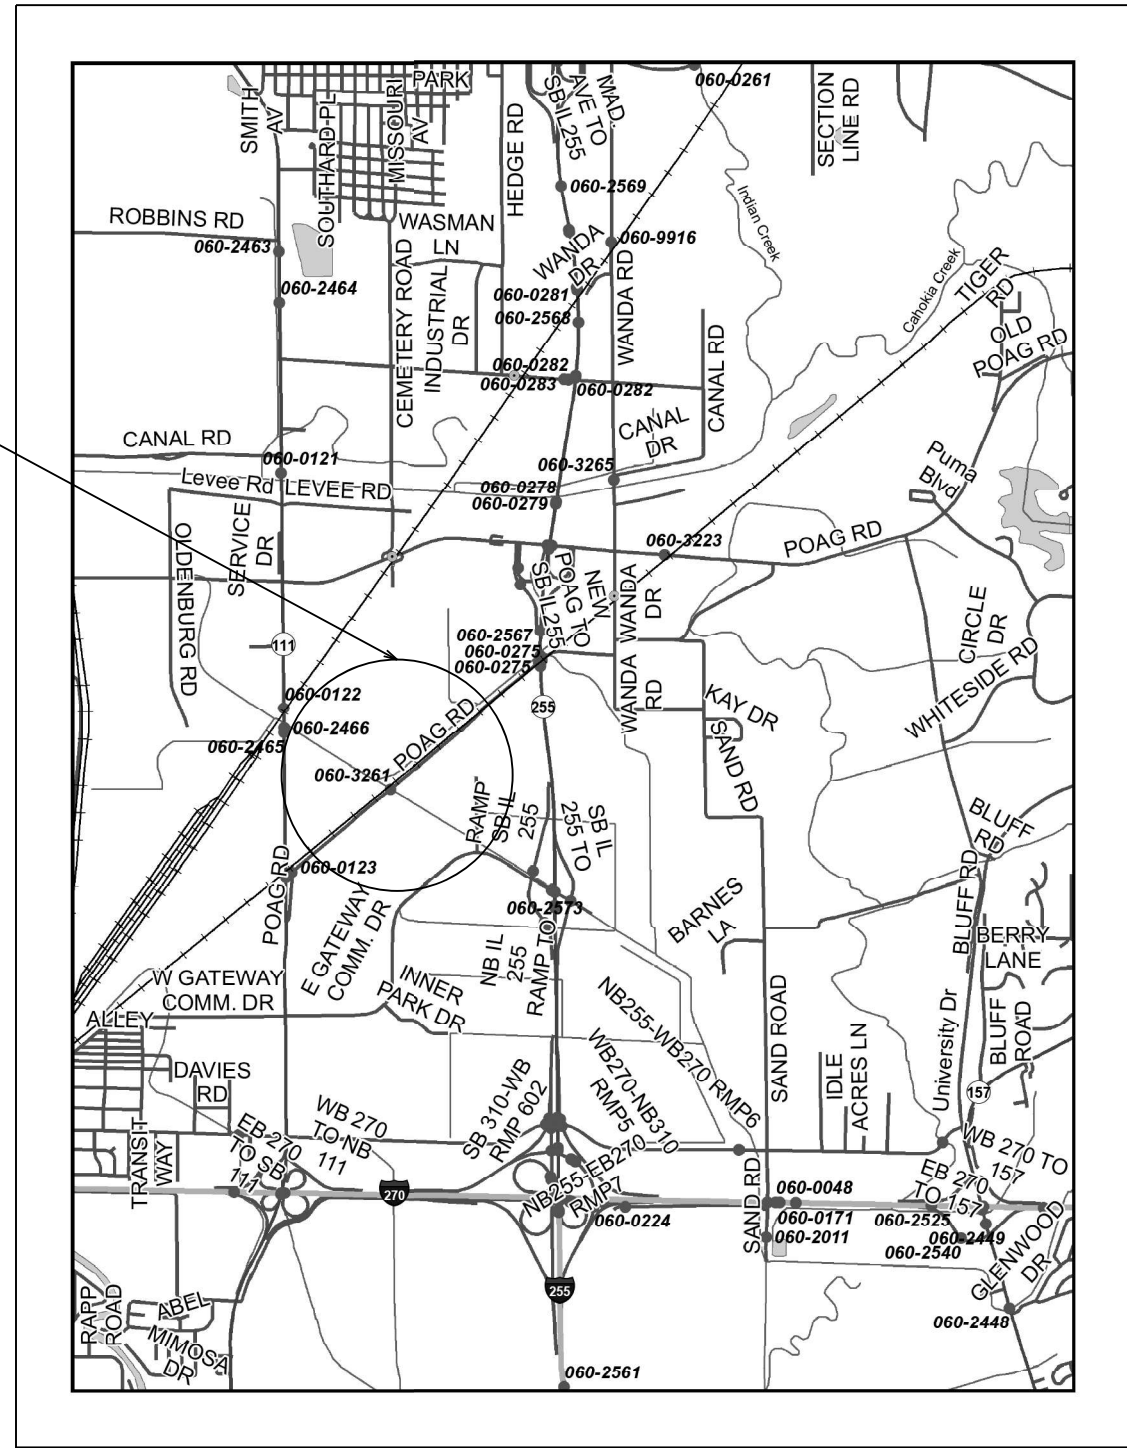 PARK
060-0261
SMITH
AV
SOUTHARD PL
MISSOURI
AV
HEDGE RD
MAD.
AVE TO
SB IL255
SECTION
LINE RD
060-2569
Indian Creek
ROBBINS RD
060-2463
WASMAN
LN
WANDA
DR
060-9916
060-2464
CEMETERY ROAD
INDUSTRIAL
DR
060-0281
060-2568
WANDA RD
Cahokia Creek
TIGER
RD
OLD
POAG RD
060-0282
060-0283
060-0282
CANAL RD
CANAL
DR
CANAL RD
060-0121
060-3265
Levee Rd
LEVEE RD
060-0278
060-0279
Puma
Blvd
OLDENBURG RD
SERVICE
DR
060-3223
POAG RD
POAG TO
SB IL255
NEW
WANDA
DR
CIRCLE
DR
WHITESIDE RD
111
060-2567
060-0275
060-0275
WANDA
RD
060-0122
060-2466
060-2465
255
KAY DR
SAND RD
POAG RD
060-3261
RAMP
SB IL
255
SB IL
255 TO
BLUFF
RD
060-0123
POAG RD
060-2573
BARNES
LA
BLUFF RD
BERRY
LANE
E GATEWAY
COMM. DR
NB IL
255
RAMP TO
W GATEWAY
COMM. DR
INNER
PARK DR
ALLEY
NB255-WB270 RMP6
SAND ROAD
University Dr
BLUFF
ROAD
DAVIES
RD
IDLE
ACRES LN
157
WB270-NB310
RMP5
SB 310-WB
RMP 602
WB 270
TO NB
111
EB 270
TO SB
111
TRANSIT
WAY
WB 270 TO
157
EB 270
TO 157
NB255-EB270
RMP7
270
060-0048
060-0171
060-0224
SAND RD
060-2011
060-2525
060-2449
060-2540
GLENWOOD
DR
255
RAPP
ROAD
ABEL
MIMOSA
DR
060-2448
060-2561